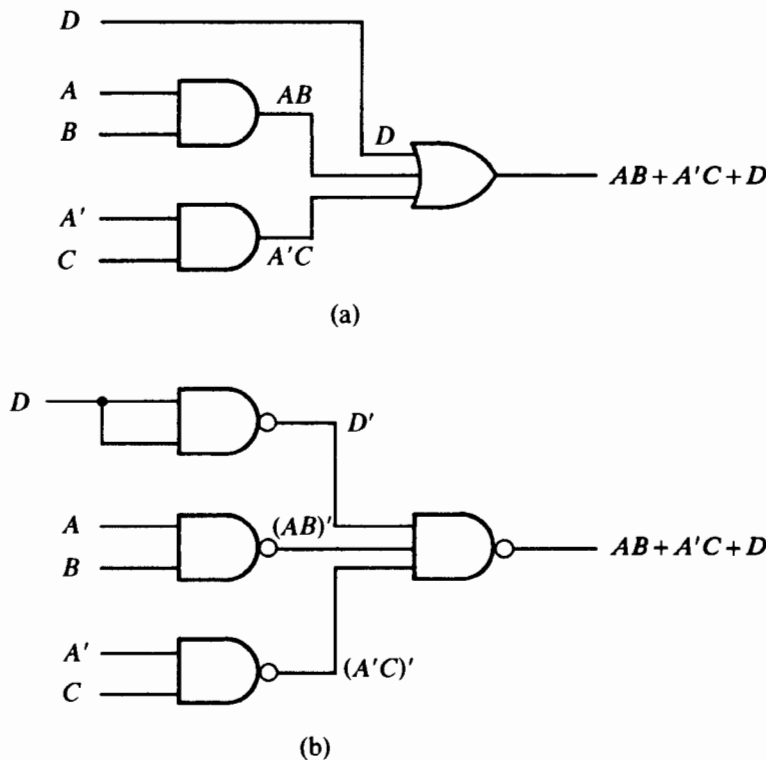 D
A
AB
B
D
AB + A'C + D
A'
C
A'C
(a)
D
D'
A
(AB)'
B
AB + A'C + D
A'
(A'C)'
C
(b)